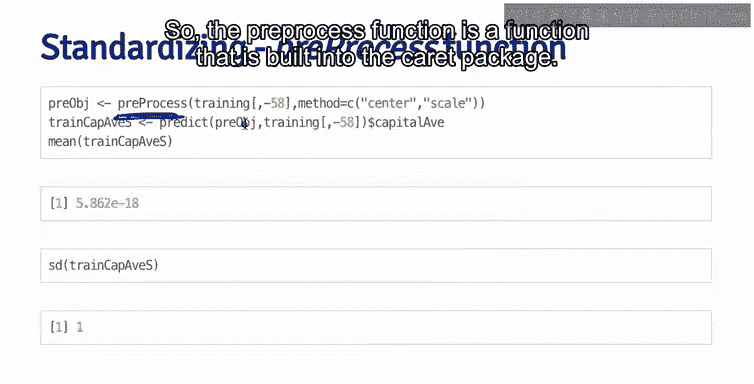 So, the preprocess function is a function
that is built into the caret package.
Standardizing - preProcess function
preObj <- preProcess(training[,-58],method=c("center","scale"))
trainCapAveS <- predict(preObj,training[,-58])$capitalAve
mean(trainCapAveS)
[1] 5.862e-18
sd(trainCapAveS)
[1] 1